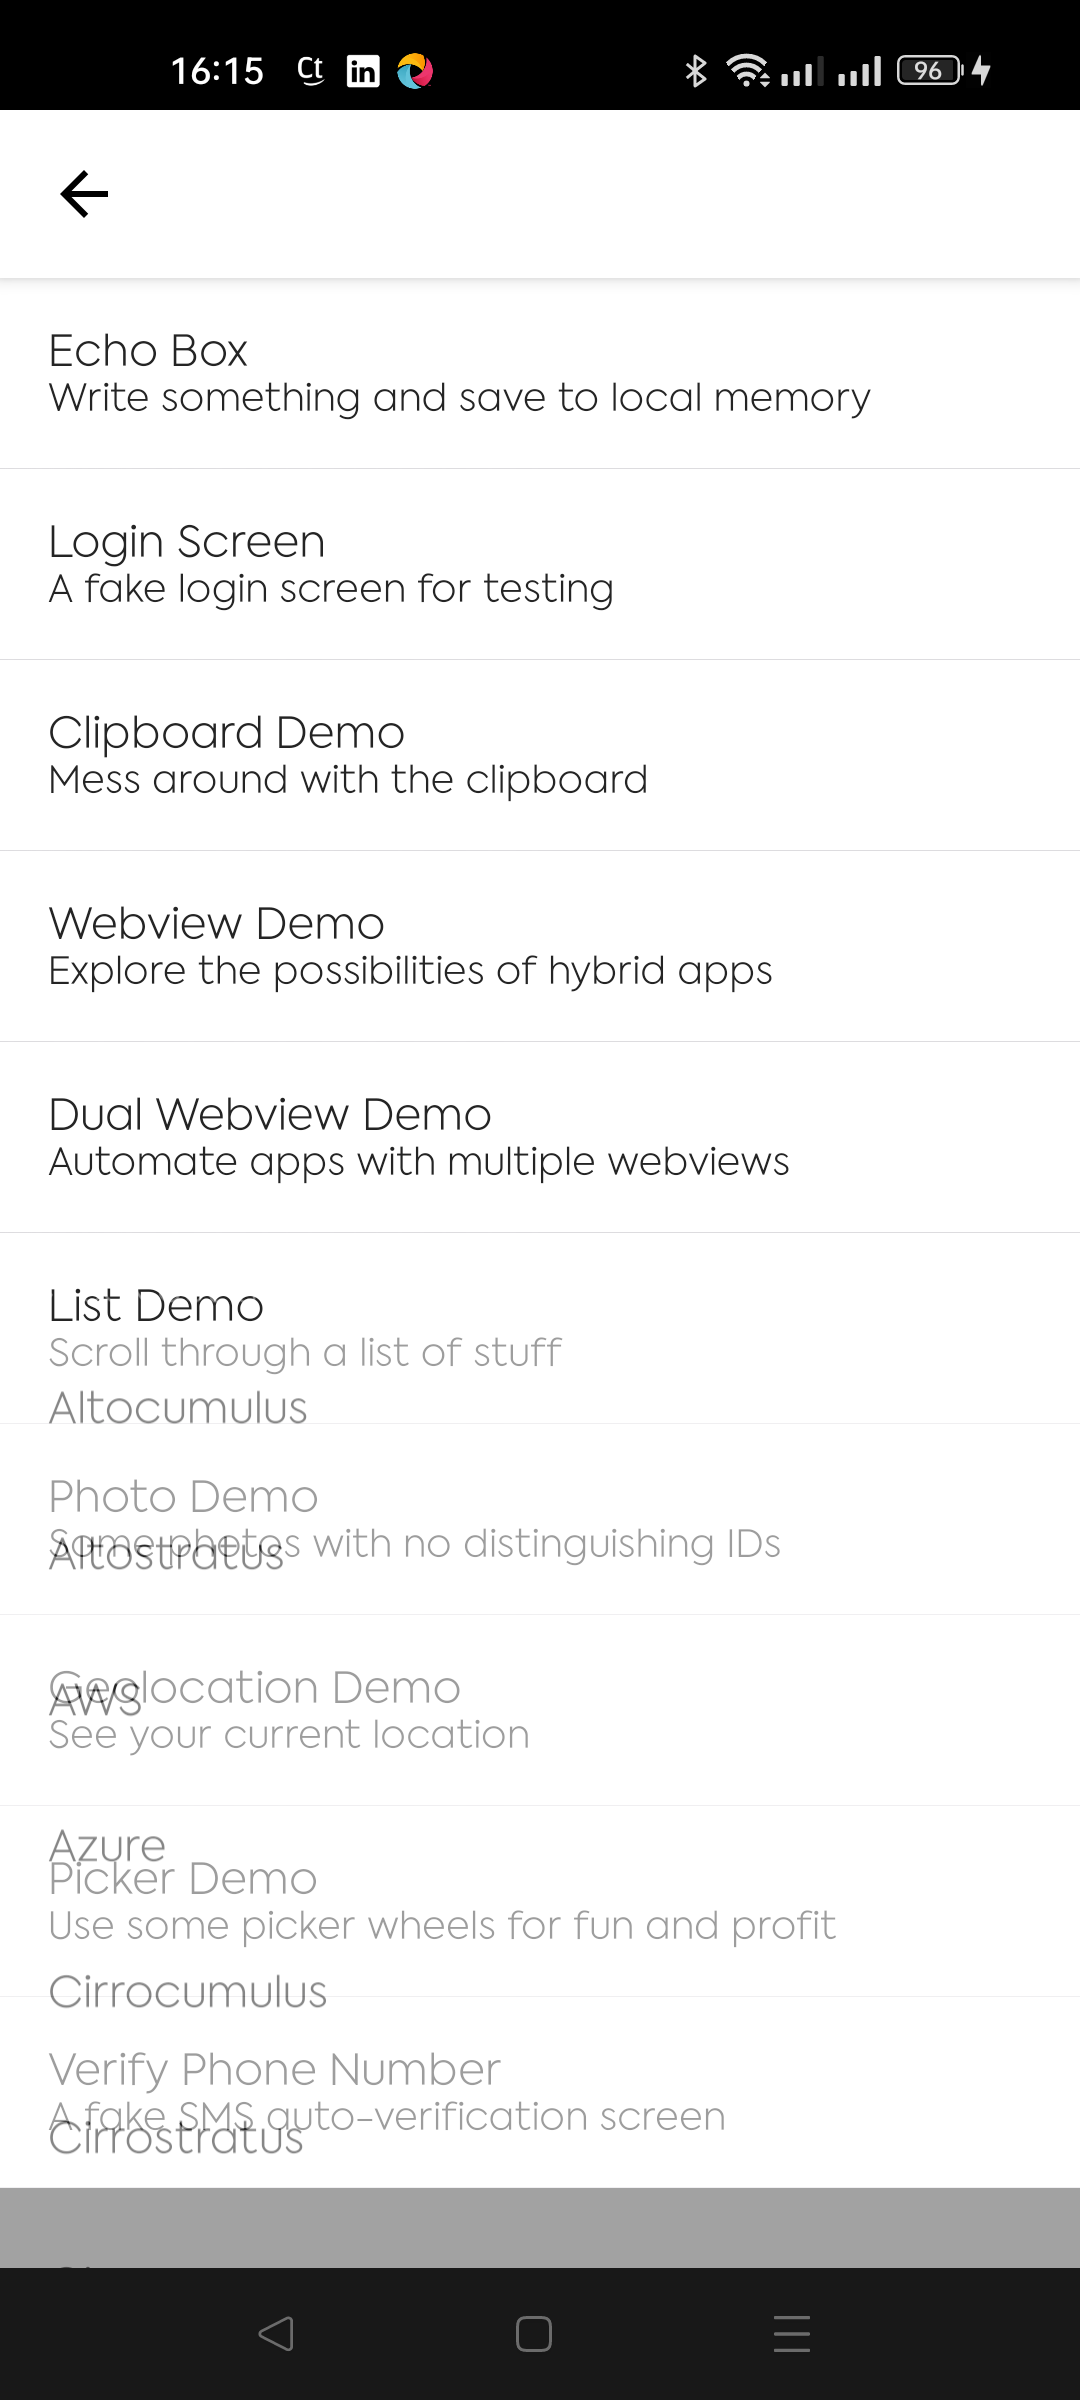 16:15 Ct in 96
Echo Box
Write something and save to local memory
Login Screen
A fake login screen for testing
Clipboard Demo
Mess around with the clipboard
Webview Demo
Explore the possibilities of hybrid apps
Dual Webview Demo
Automate apps with multiple webviews
List Demo
Scroll through a list of stuff
Altocumulus
Photo Demo
Some photos with no distinguishing IDs
Altostratus
Geolocation Demo
AWS
See your current location
Azure
Picker Demo
Use some picker wheels for fun and profit
Cirrocumulus
Verify Phone Number
A fake SMS auto-verification screen
Cirrostratus